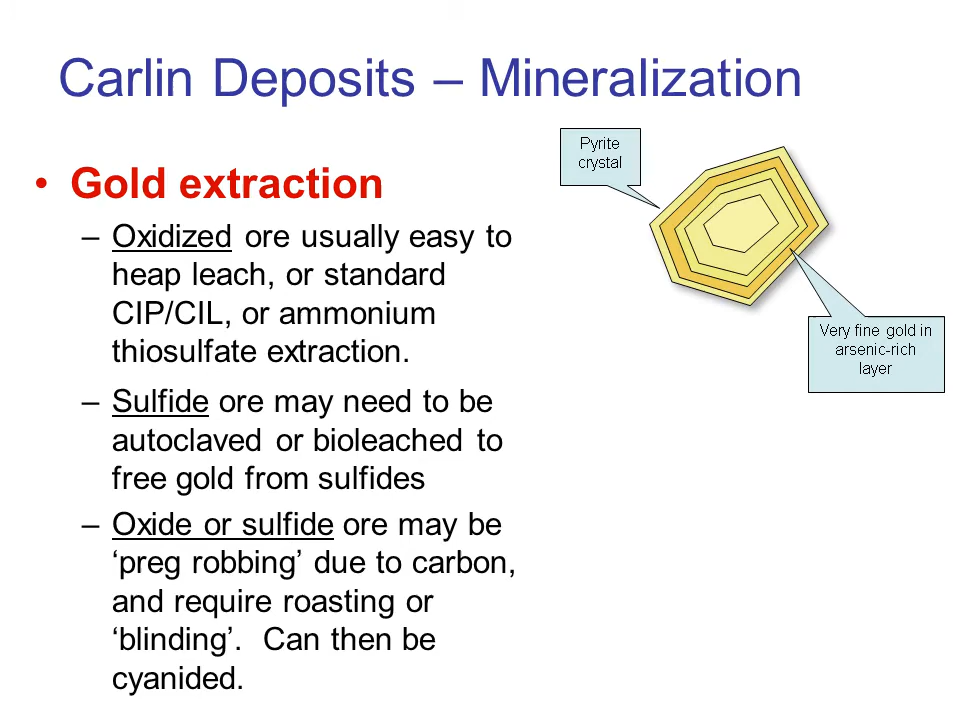 Carlin Deposits – Mineralization
• Gold extraction
– Oxidized ore usually easy to
heap leach, or standard
CIP/CIL, or ammonium
thiosulfate extraction.
– Sulfide ore may need to be
autoclaved or bioleached to
free gold from sulfides
– Oxide or sulfide ore may be
‘preg robbing’ due to carbon,
and require roasting or
‘blinding’.  Can then be
cyanided.
Pyrite
crystal
Very fine gold in
arsenic-rich
layer